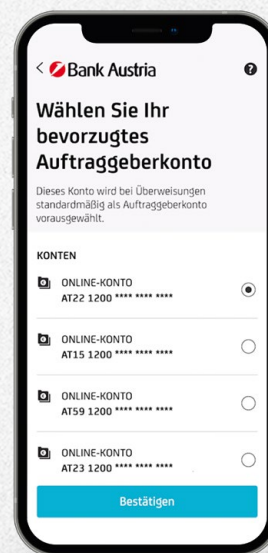 < Bank Austria ?
Wählen Sie Ihr
bevorzugtes
Auftraggeberkonto
Dieses Konto wird bei Überweisungen
standardmäßig als Auftraggeberkonto
vorausgewählt.
KONTEN
ONLINE-KONTO
AT22 1200 **** **** ****
ONLINE-KONTO
AT15 1200 **** **** ****
ONLINE-KONTO
AT59 1200 **** **** ****
ONLINE-KONTO
AT23 1200 **** **** ****
Bestätigen